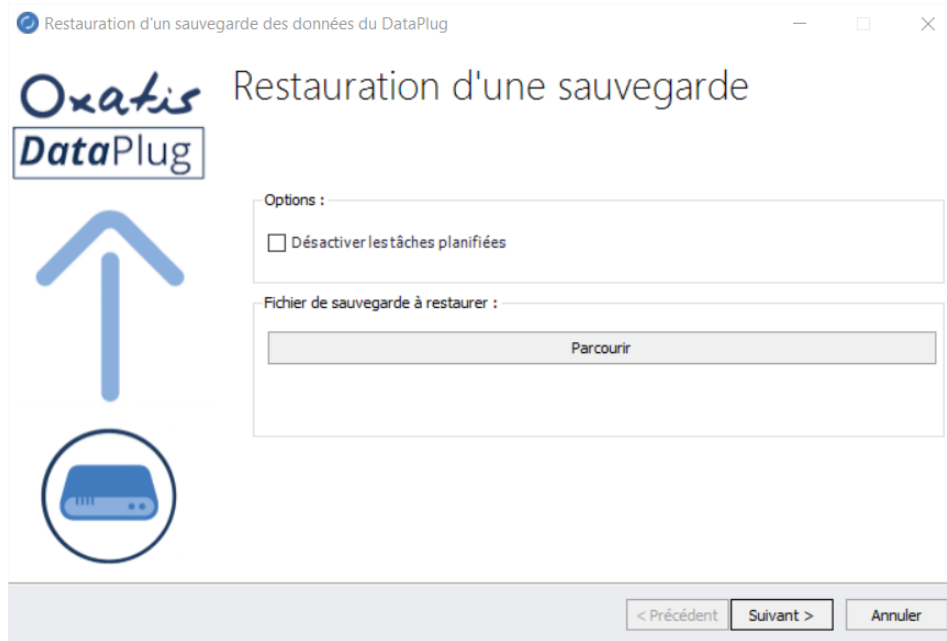 Restauration d'un sauvegarde des données du DataPlug
Oxatis
DataPlug
Restauration d'une sauvegarde
Options :
Désactiver les tâches planifiées
Fichier de sauvegarde à restaurer :
Parcourir
< Précédent
Suivant >
Annuler